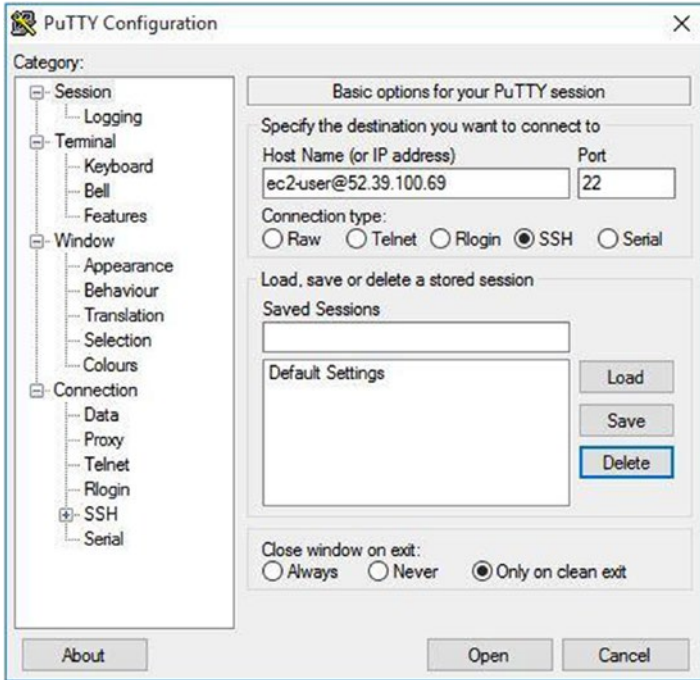 PuTTY Configuration
Category:
Session
Logging
Terminal
Keyboard
Bell
Features
Window
Appearance
Behaviour
Translation
Selection
Colours
Connection
Data
Proxy
Telnet
Rlogin
SSH
Serial
Basic options for your PuTTY session
Specify the destination you want to connect to
Host Name (or IP address) Port
ec2-user@52.39.100.69 22
Connection type:
Raw Telnet Rlogin SSH Serial
Load, save or delete a stored session
Saved Sessions
Default Settings
Load
Save
Delete
Close window on exit:
Always Never Only on clean exit
About Open Cancel